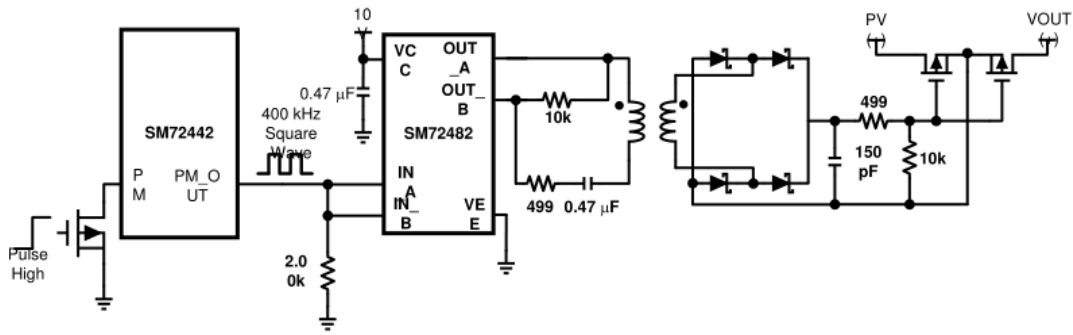 10
V
PV
(-)
VOUT
(-)
VC
C
OUT
_A
0.47 µF
OUT_
B
10k
499
400 kHz
Square
Wave
SM72442
SM72482
150
pF
10k
P
M
PM_O
UT
IN
A
IN_
B
499
0.47 µF
VE
E
Pulse
High
2.0
0k